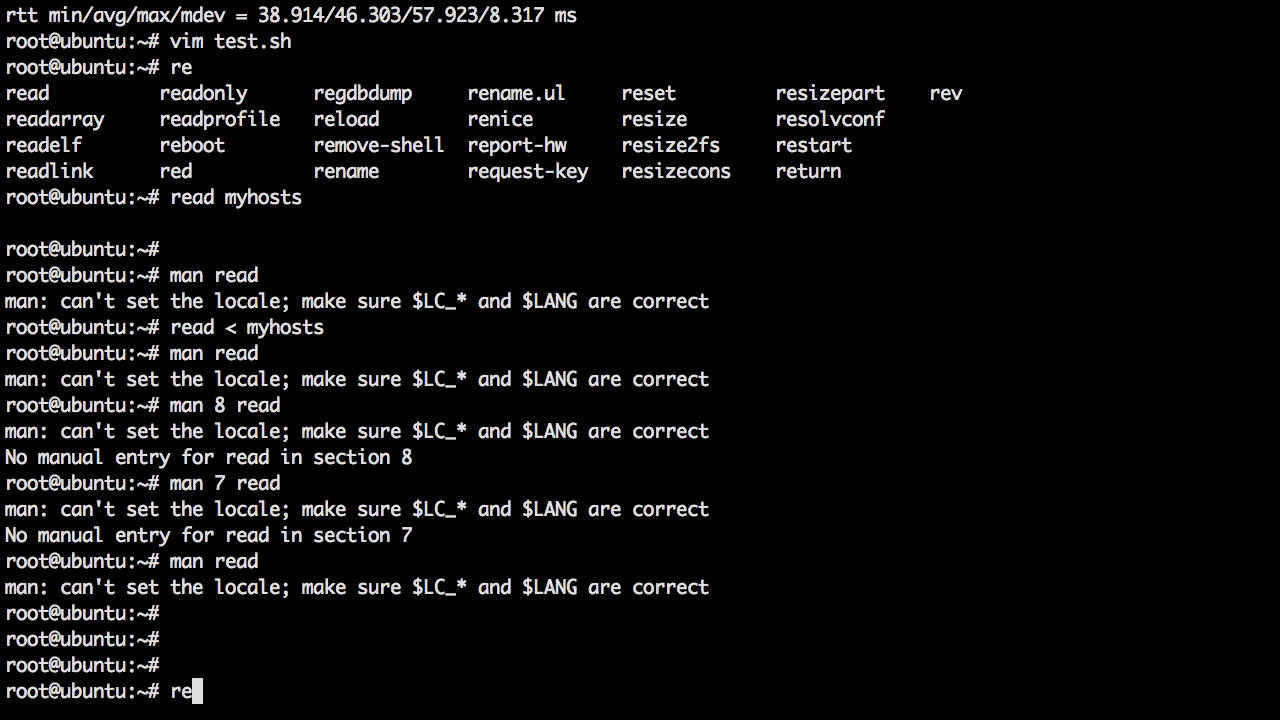 rtt min/avg/max/mdev = 38.914/46.303/57.923/8.317 ms
root@ubuntu:~# vim test.sh
root@ubuntu:~# re
read          readonly      regdbdump     rename.ul     reset         resizepart    rev
readarray     readprofile   reload        renice        resize        resolvconf
readelf       reboot        remove-shell  report-hw     resize2fs     restart
readlink      red           rename        request-key   resizecons    return
root@ubuntu:~# read myhosts

root@ubuntu:~#
root@ubuntu:~# man read
man: can't set the locale; make sure $LC_* and $LANG are correct
root@ubuntu:~# read < myhosts
root@ubuntu:~# man read
man: can't set the locale; make sure $LC_* and $LANG are correct
root@ubuntu:~# man 8 read
man: can't set the locale; make sure $LC_* and $LANG are correct
No manual entry for read in section 8
root@ubuntu:~# man 7 read
man: can't set the locale; make sure $LC_* and $LANG are correct
No manual entry for read in section 7
root@ubuntu:~# man read
man: can't set the locale; make sure $LC_* and $LANG are correct
root@ubuntu:~#
root@ubuntu:~#
root@ubuntu:~#
root@ubuntu:~# re